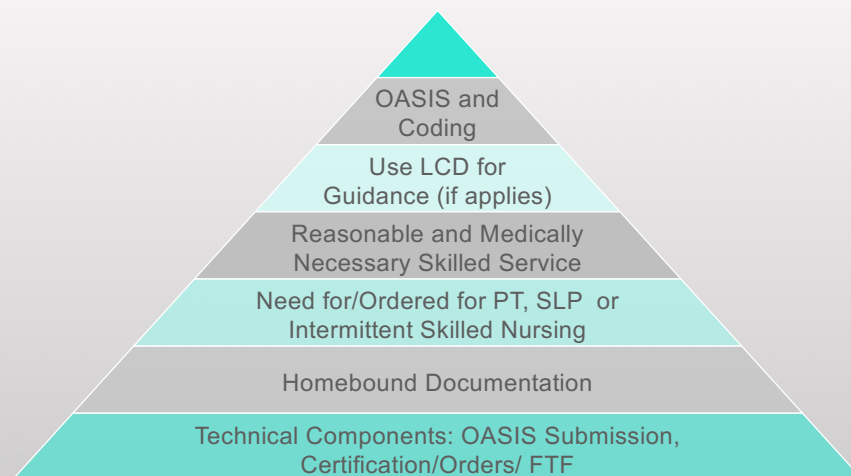 OASIS and
Coding
Use LCD for
Guidance (if applies)
Reasonable and Medically
Necessary Skilled Service
Need for/Ordered for PT, SLP or
Intermittent Skilled Nursing
Homebound Documentation
Technical Components: OASIS Submission,
Certification/Orders/ FTF